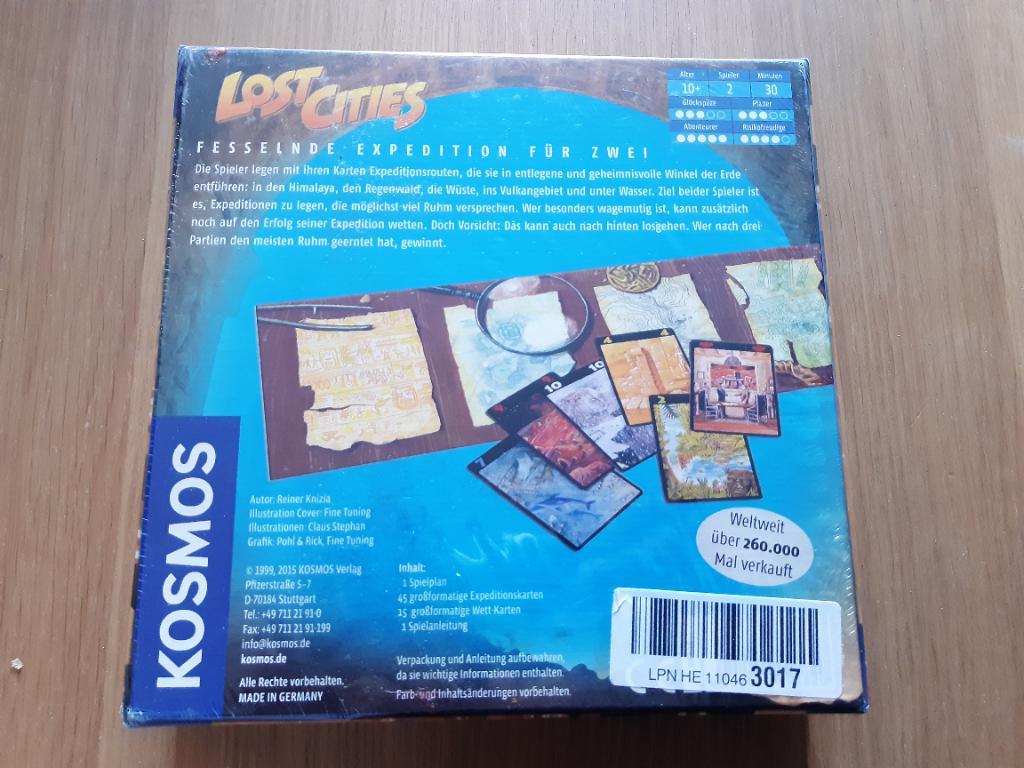 LOST CITIES
Alter Spieler Minuten
10+ 2 30
Glückspilze Planer
Abenteurer Risikofreudige
FESSELNDE EXPEDITION FÜR ZWEI
Die Spieler legen mit ihren Karten Expeditionsrouten, die sie in entlegene und geheimnisvolle Winkel der Erde
entführen: in den Himalaya, den Regenwald, die Wüste, ins Vulkangebiet und unter Wasser. Ziel beider Spieler ist
es, Expeditionen zu legen, die möglichst viel Ruhm versprechen. Wer besonders wagemutig ist, kann zusätzlich
noch auf den Erfolg seiner Expedition wetten. Doch Vorsicht: Das kann auch nach hinten losgehen. Wer nach drei
Partien den meisten Ruhm geerntet hat, gewinnt.
4 4
10 10
2
7
KOSMOS
Autor: Reiner Knizia
Illustration Cover: Fine Tuning
Illustrationen: Claus Stephan
Grafik: Pohl & Rick, Fine Tuning
© 1999, 2015 KOSMOS Verlag
Pfizerstraße 5-7
D-70184 Stuttgart
Tel.: +49 711 21 91-0
Fax: +49 711 21 91-199
info@kosmos.de
kosmos.de
Alle Rechte vorbehalten.
MADE IN GERMANY
Inhalt:
1 Spielplan
45 großformatige Expeditionskarten
15 großformatige Wett-Karten
1 Spielanleitung
Verpackung und Anleitung aufbewahren,
da sie wichtige Informationen enthalten.
Farb- und Inhaltsänderungen vorbehalten.
Weltweit
über 260.000
Mal verkauft
LPN HE 11046 3017